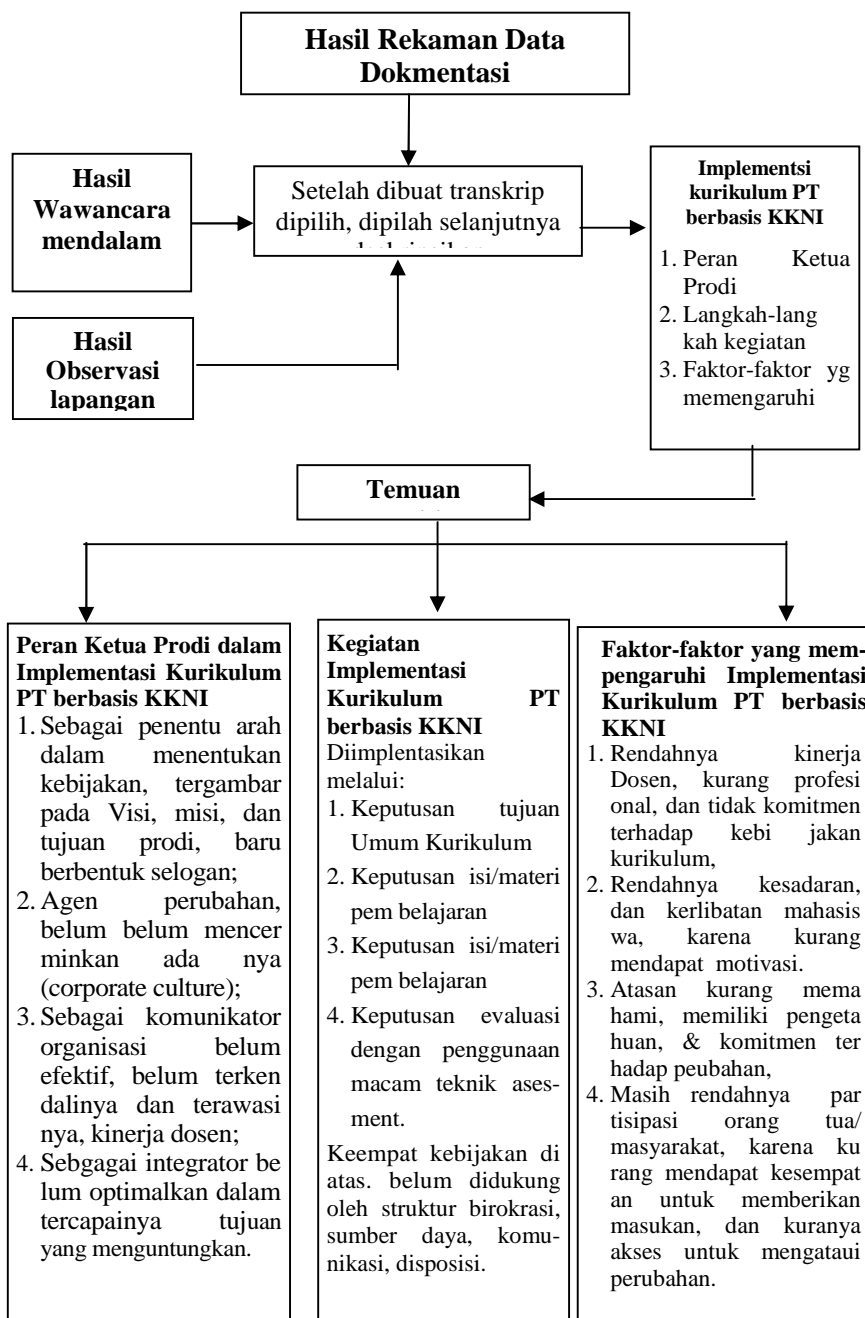 Hasil Rekaman Data
Dokmentasi
Hasil
Wawancara
mendalam
Setelah dibuat transkrip
dipilih, dipilah selanjutnya
Implementsi
kurikulum PT
berbasis KKNI
1. Peran Ketua
Prodi
2. Langkah-lang
kah kegiatan
3. Faktor-faktor yg
memengaruhi
Hasil
Observasi
lapangan
Temuan
Peran Ketua Prodi dalam
Implementasi Kurikulum
PT berbasis KKNI
1. Sebagai penentu arah
dalam menentukan
kebijakan, tergambar
pada Visi, misi, dan
tujuan prodi, baru
berbentuk selogan;
2. Agen perubahan,
belum belum mencer
minkan ada nya
(corporate culture);
3. Sebagai komunikator
organisasi belum
efektif, belum terken
dalinya dan terawasi
nya, kinerja dosen;
4. Sebgagai integrator be
lum optimalkan dalam
tercapainya tujuan
yang menguntungkan.
Kegiatan
Implementasi
Kurikulum PT
berbasis KKNI
Diimplentasikan
melalui:
1. Keputusan tujuan
Umum Kurikulum
2. Keputusan isi/materi
pem belajaran
3. Keputusan isi/materi
pem belajaran
4. Keputusan evaluasi
dengan penggunaan
macam teknik ases-
ment.
Keempat kebijakan di
atas. belum didukung
oleh struktur birokrasi,
sumber daya, komu-
nikasi, disposisi.
Faktor-faktor yang mem-
pengaruhi Implementasi
Kurikulum PT berbasis
KKNI
1. Rendahnya kinerja
Dosen, kurang profesi
onal, dan tidak komitmen
terhadap kebi jakan
kurikulum,
2. Rendahnya kesadaran,
dan kerlibatan mahasis
wa, karena kurang
mendapat motivasi.
3. Atasan kurang mema
hami, memiliki pengeta
huan, & komitmen ter
hadap peubahan,
4. Masih rendahnya par
tisipasi orang tua/
masyarakat, karena ku
rang mendapat kesempat
an untuk memberikan
masukan, dan kuranya
akses untuk mengataui
perubahan.